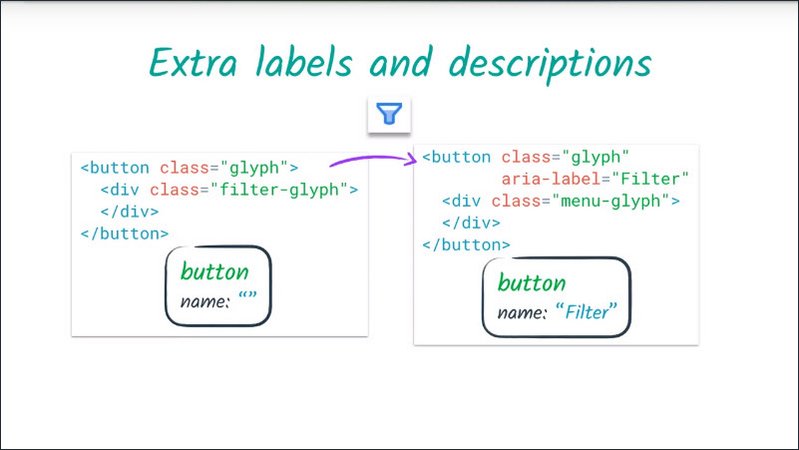 Extra labels and descriptions
<button class="glyph">
<div class="filter-glyph">
</div>
</button>
button
name: “”
<button class="glyph"
aria-label="Filter"
<div class="menu-glyph">
</div>
</button>
button
name: “Filter”